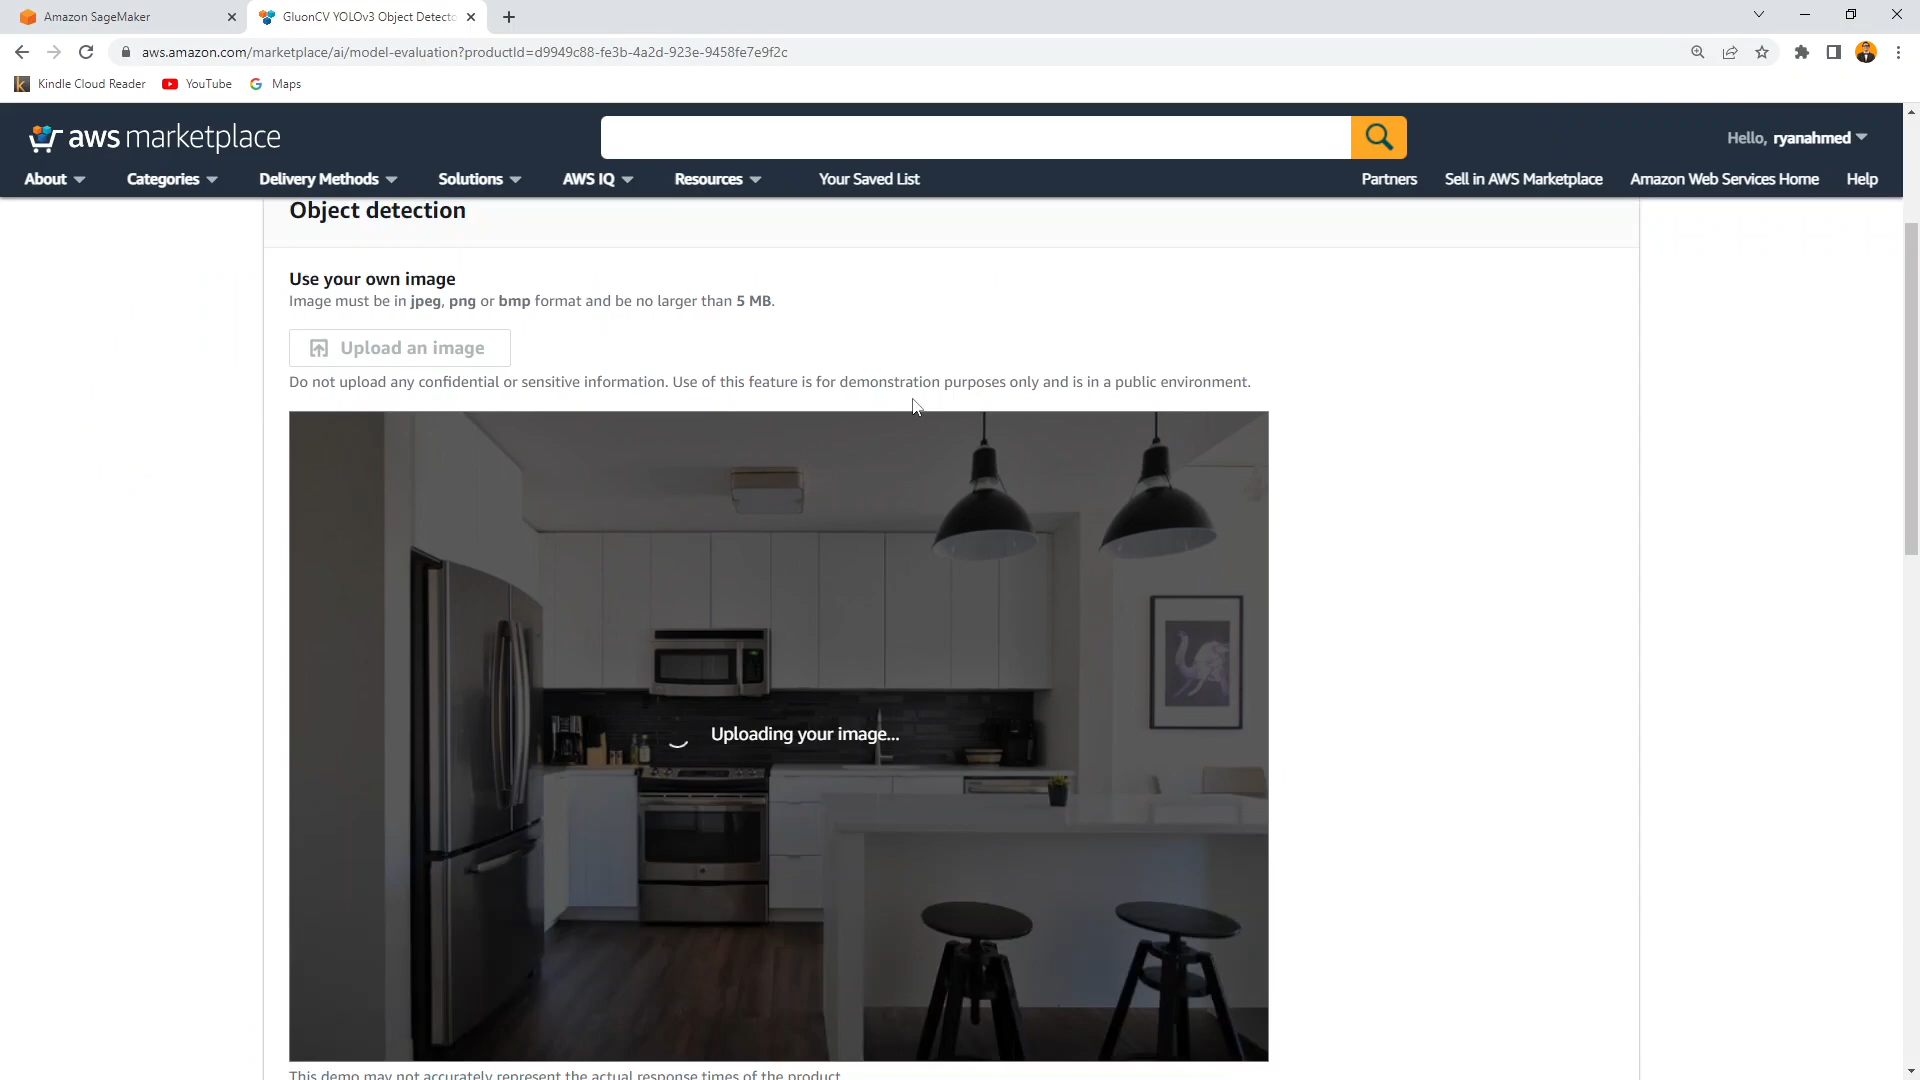 Amazon SageMaker
GluonCV YOLOv3 Object Detecto
aws.amazon.com/marketplace/ai/model-evaluation?productId=d9949c88-fe3b-4a2d-923e-9458fe7e9f2c
Kindle Cloud Reader YouTube Maps
aws marketplace
Hello, ryanahmed
About Categories Delivery Methods Solutions AWS IQ Resources Your Saved List Partners Sell in AWS Marketplace Amazon Web Services Home Help
Object detection
Use your own image
Image must be in jpeg, png or bmp format and be no larger than 5 MB.
Upload an image
Do not upload any confidential or sensitive information. Use of this feature is for demonstration purposes only and is in a public environment.
Uploading your image...
This demo may not accurately represent the actual response times of the product.